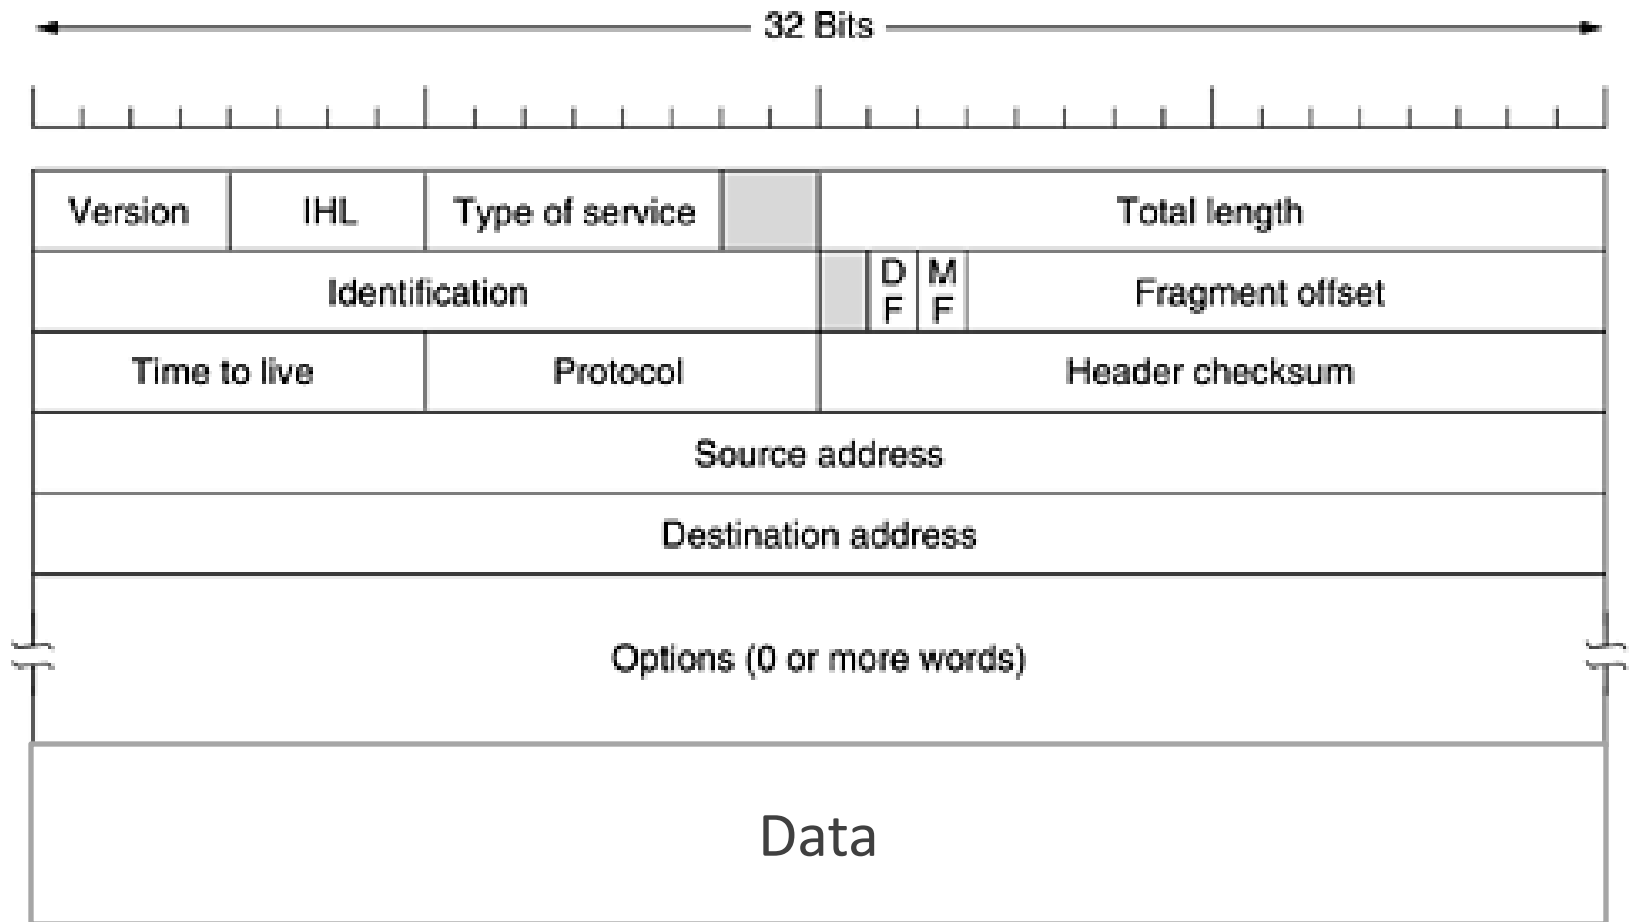 32 Bits
Version IHL Type of service Total length
Identification D F M F Fragment offset
Time to live Protocol Header checksum
Source address
Destination address
Options (0 or more words)
Data